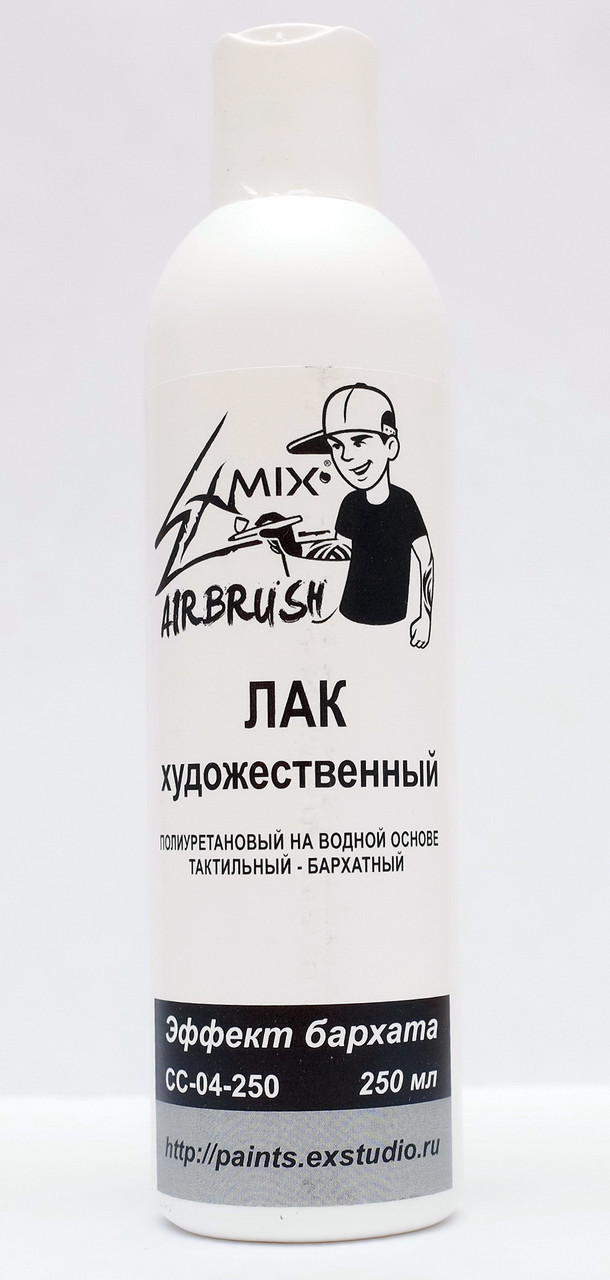 ExMIX®
AIRBRUSH
ЛАК
художественный
ПОЛИУРЕТАНОВЫЙ НА ВОДНОЙ ОСНОВЕ
ТАКТИЛЬНЫЙ - БАРХАТНЫЙ
Эффект бархата
CC-04-250 250 мл
http://paints.exstudio.ru